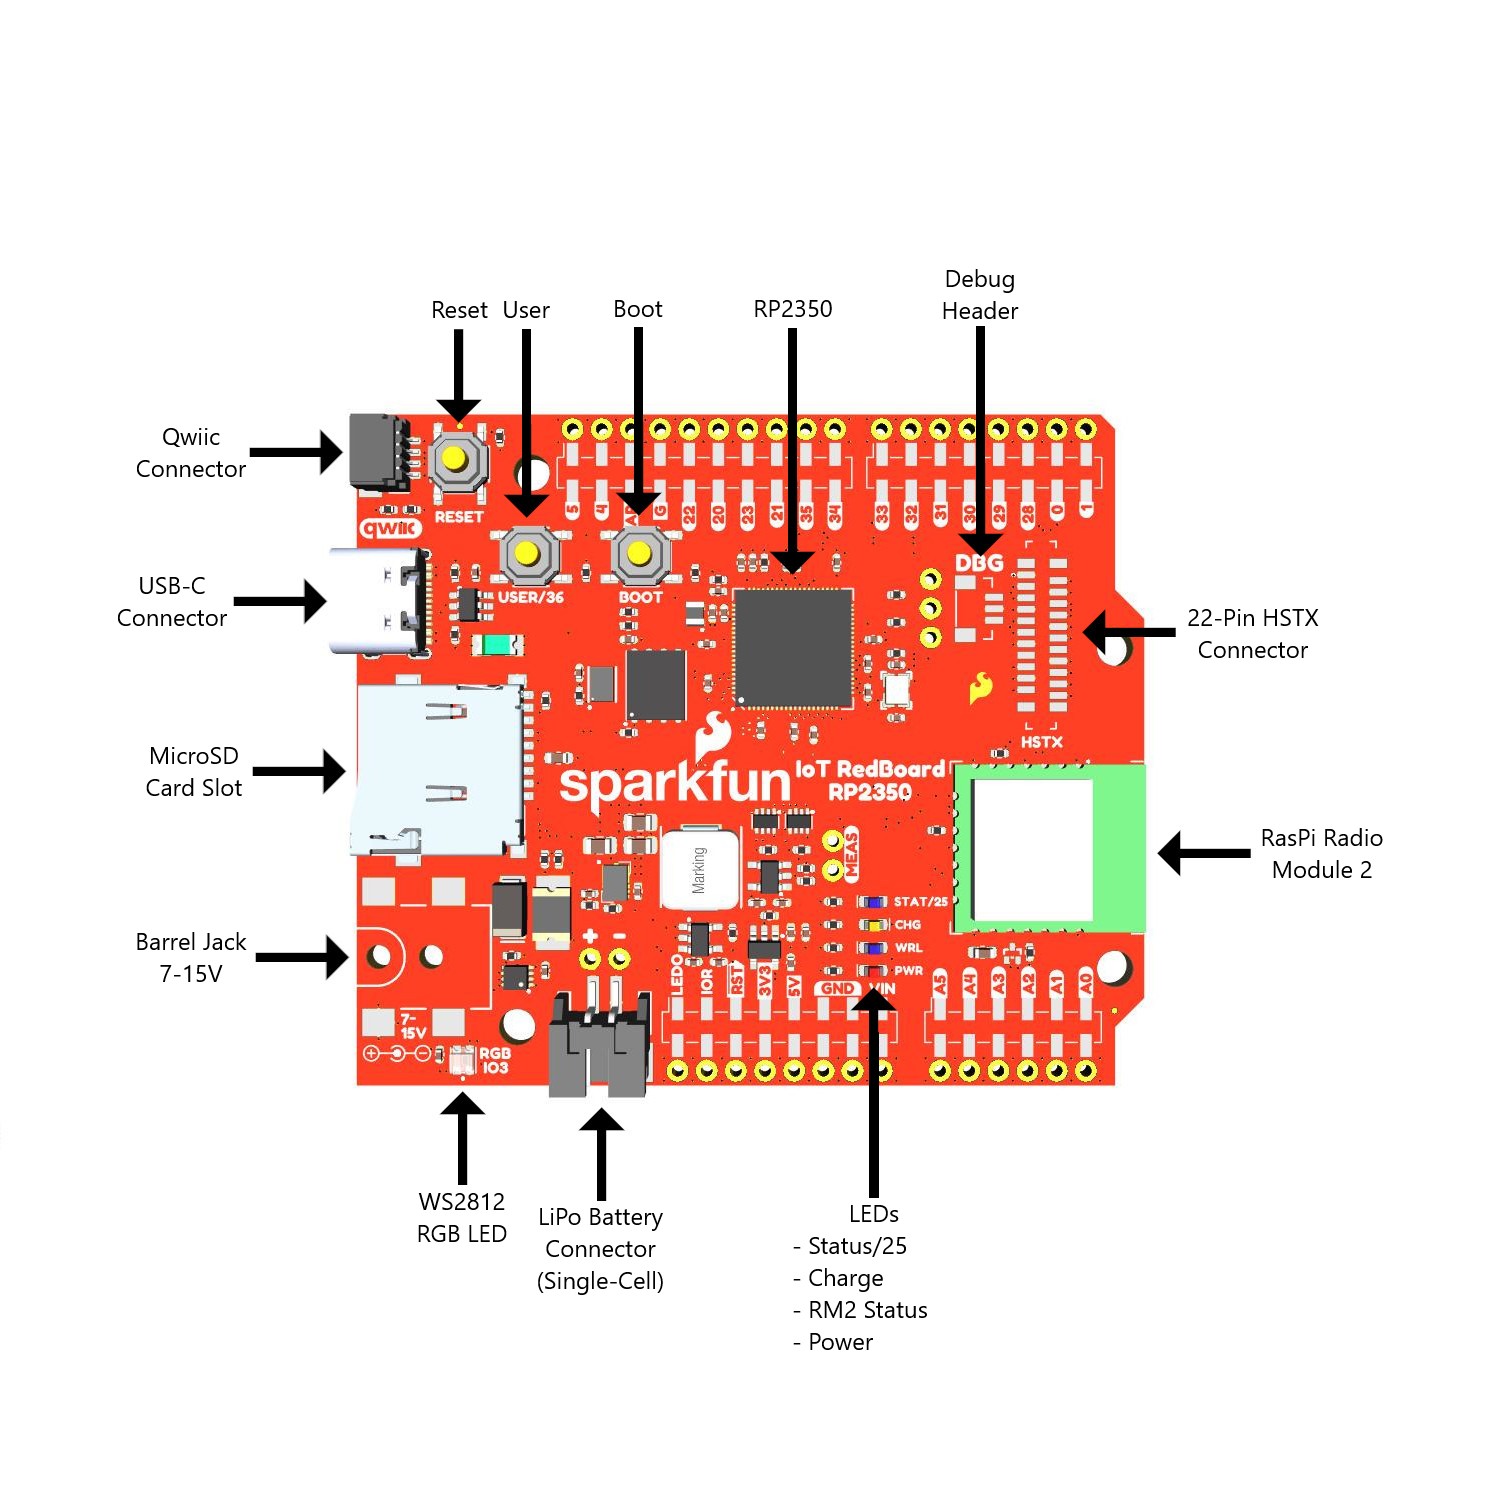 Debug
Header
Reset
User
Boot
RP2350
Qwiic
Connector
RESET
5
4
G
22
20
23
21
35
34
33
32
31
30
29
28
0
1
qwiic
DBG
USB-C
Connector
USER/36
BOOT
22-Pin HSTX
Connector
HSTX
MicroSD
Card Slot
sparkfun
IoT RedBoard
RP2350
Marking
MEAS
RasPi Radio
Module 2
STAT/25
CHG
WRL
PWR
Barrel Jack
7-15V
+ -
LEDO
IOR
RST
3V3
5V
GND
VIN
A5
A4
A3
A2
A1
A0
7-
15V
RGB
IO3
WS2812
RGB LED
LiPo Battery
Connector
(Single-Cell)
LEDs
- Status/25
- Charge
- RM2 Status
- Power